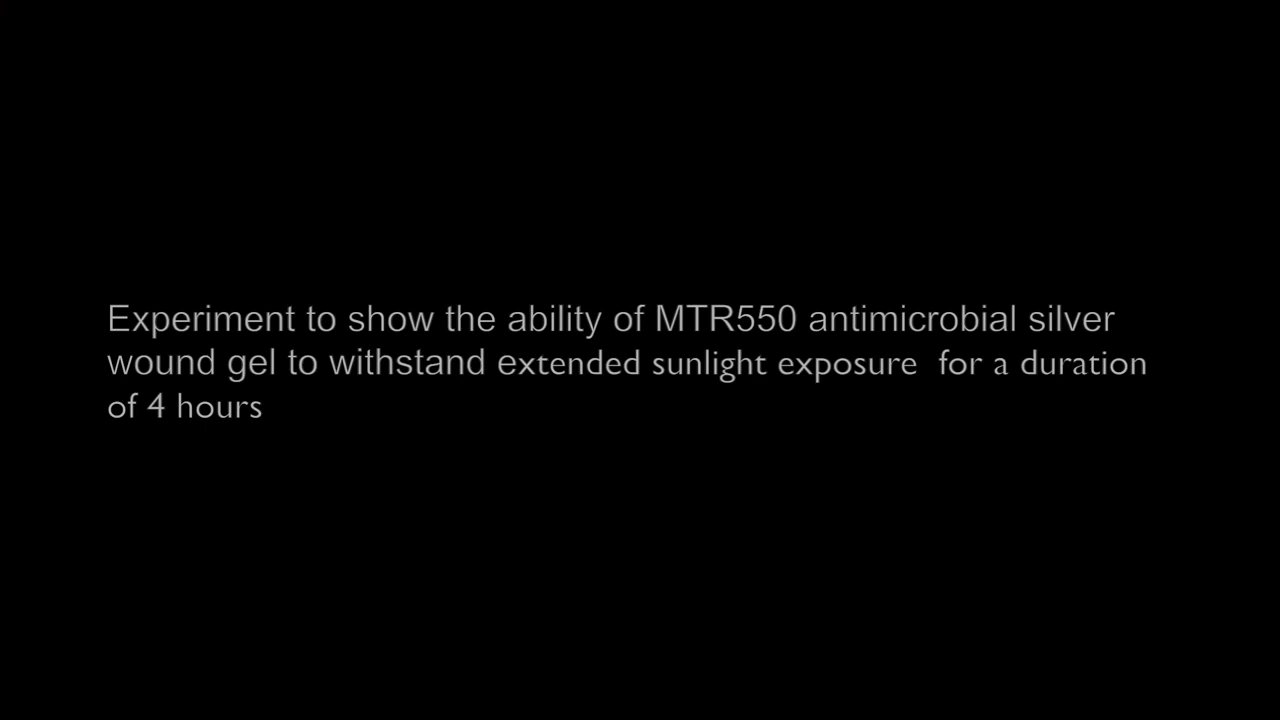 Experiment to show the ability of MTR550 antimicrobial silver
wound gel to withstand extended sunlight exposure  for a duration
of 4 hours